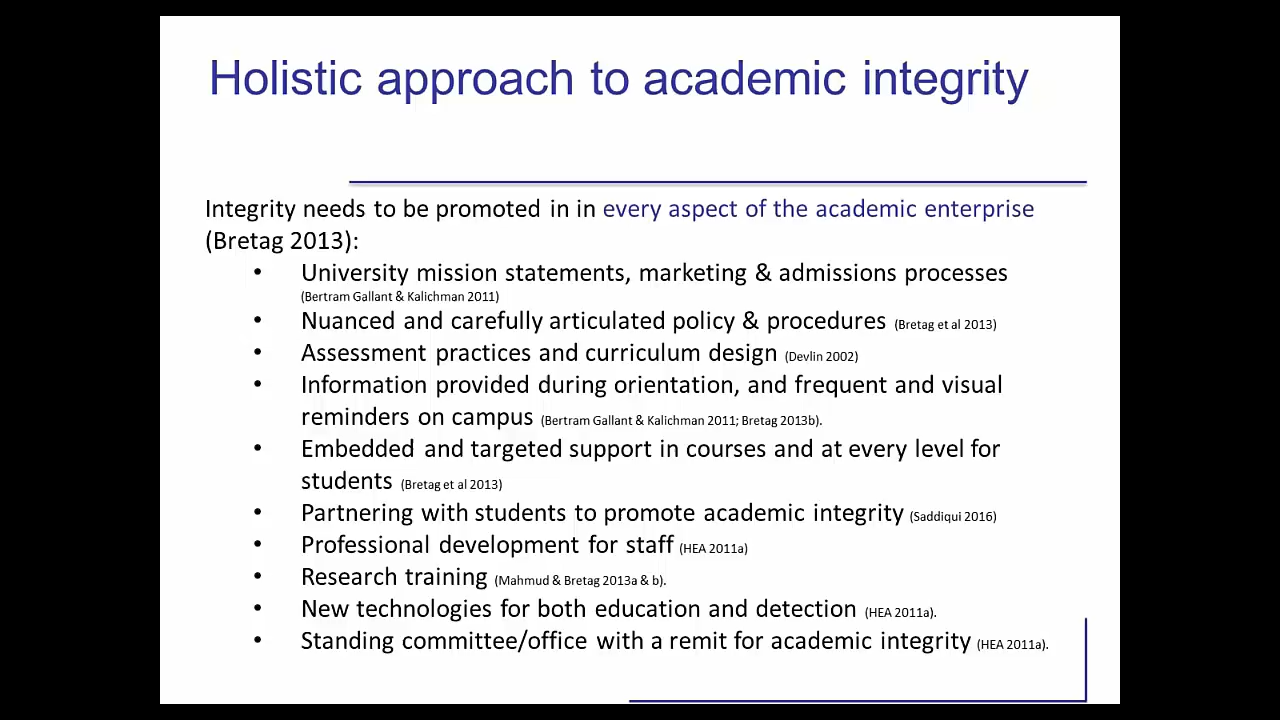 Holistic approach to academic integrity
Integrity needs to be promoted in in every aspect of the academic enterprise
(Bretag 2013):
• University mission statements, marketing & admissions processes
(Bertram Gallant & Kalichman 2011)
• Nuanced and carefully articulated policy & procedures (Bretag et al 2013)
• Assessment practices and curriculum design (Devlin 2002)
• Information provided during orientation, and frequent and visual
reminders on campus (Bertram Gallant & Kalichman 2011; Bretag 2013b).
• Embedded and targeted support in courses and at every level for
students (Bretag et al 2013)
• Partnering with students to promote academic integrity (Saddiqui 2016)
• Professional development for staff (HEA 2011a)
• Research training (Mahmud & Bretag 2013a & b).
• New technologies for both education and detection (HEA 2011a).
• Standing committee/office with a remit for academic integrity (HEA 2011a).